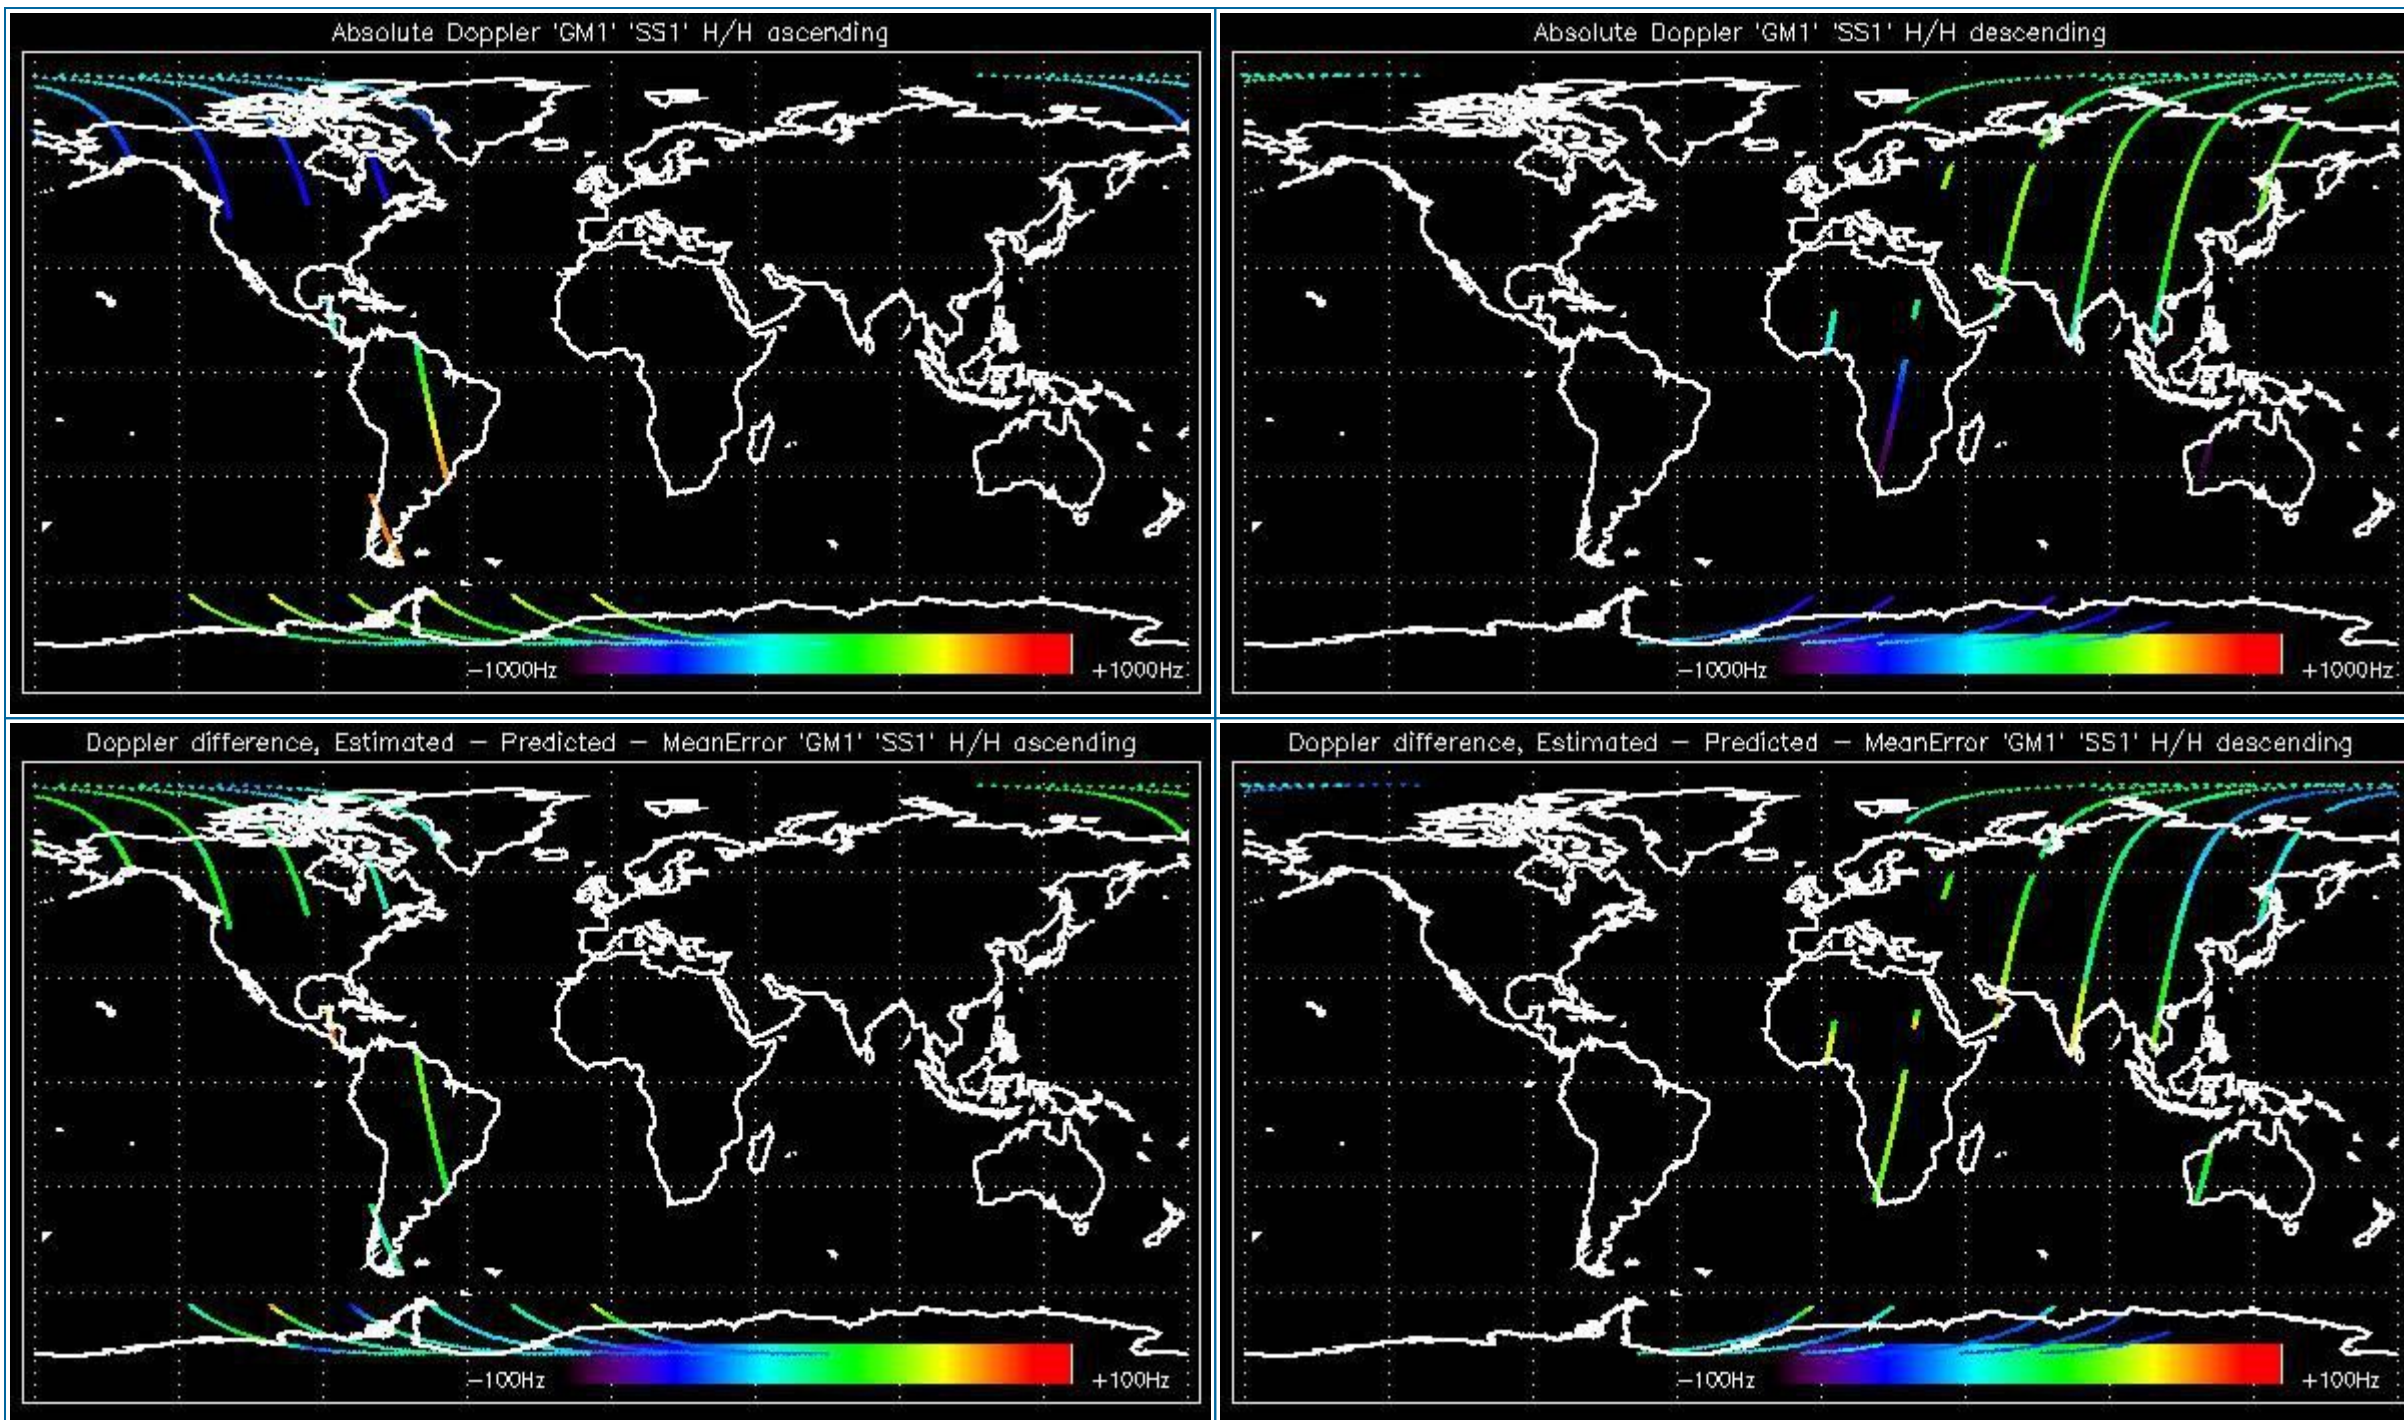 Absolute Doppler 'GM1' 'SS1' H/H ascending
-1000Hz
+1000Hz
Absolute Doppler 'GM1' 'SS1' H/H descending
-1000Hz
+1000Hz
Doppler difference, Estimated - Predicted - MeanError 'GM1' 'SS1' H/H ascending
-100Hz
+100Hz
Doppler difference, Estimated - Predicted - MeanError 'GM1' 'SS1' H/H descending
-100Hz
+100Hz